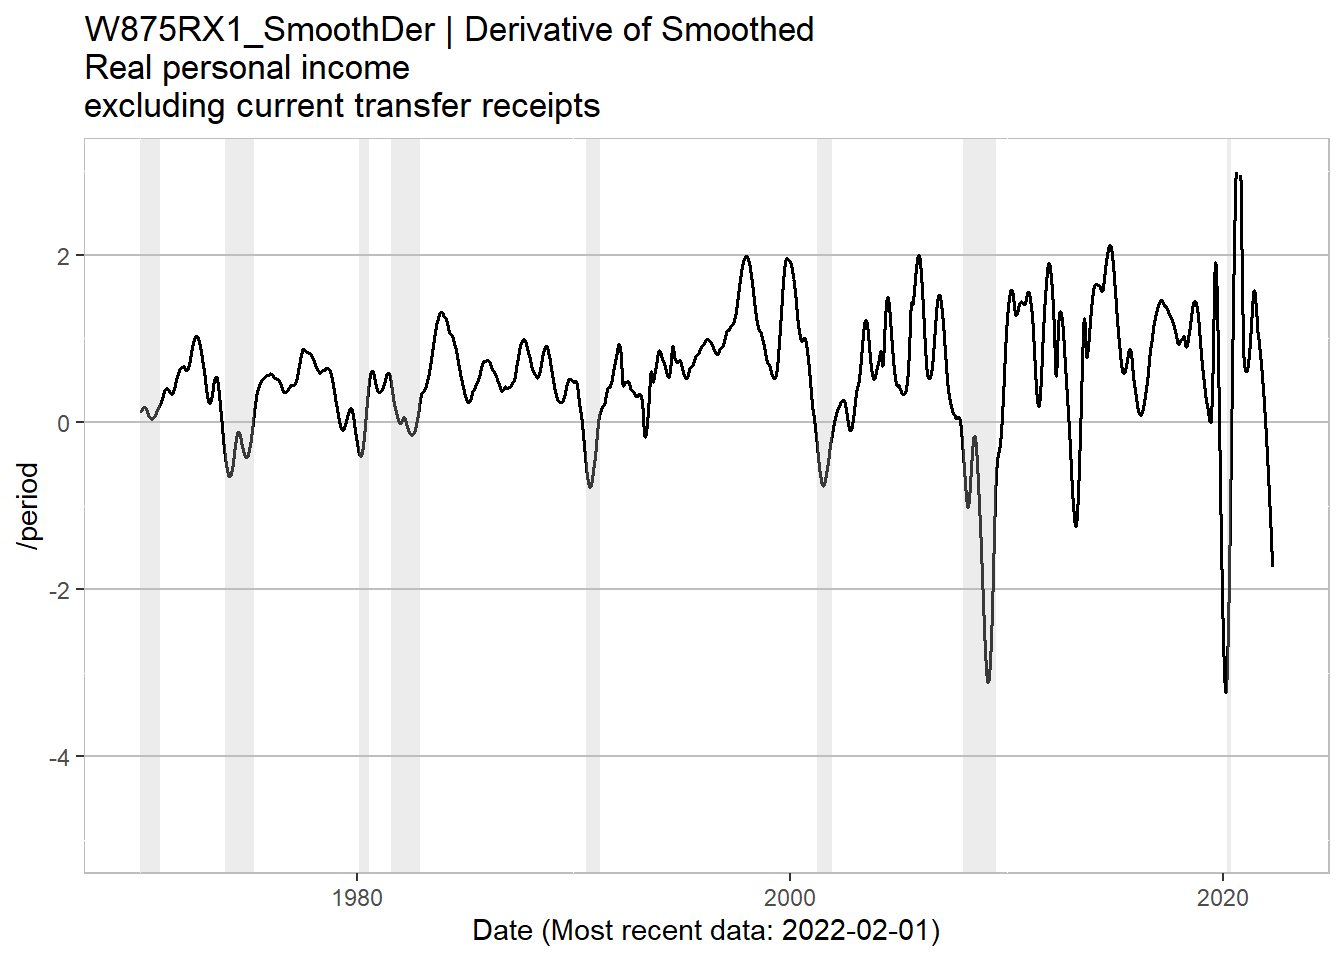 W875RX1_SmoothDer | Derivative of Smoothed
Real personal income
excluding current transfer receipts
/period
2
0
-2
-4
1980
2000
2020
Date (Most recent data: 2022-02-01)